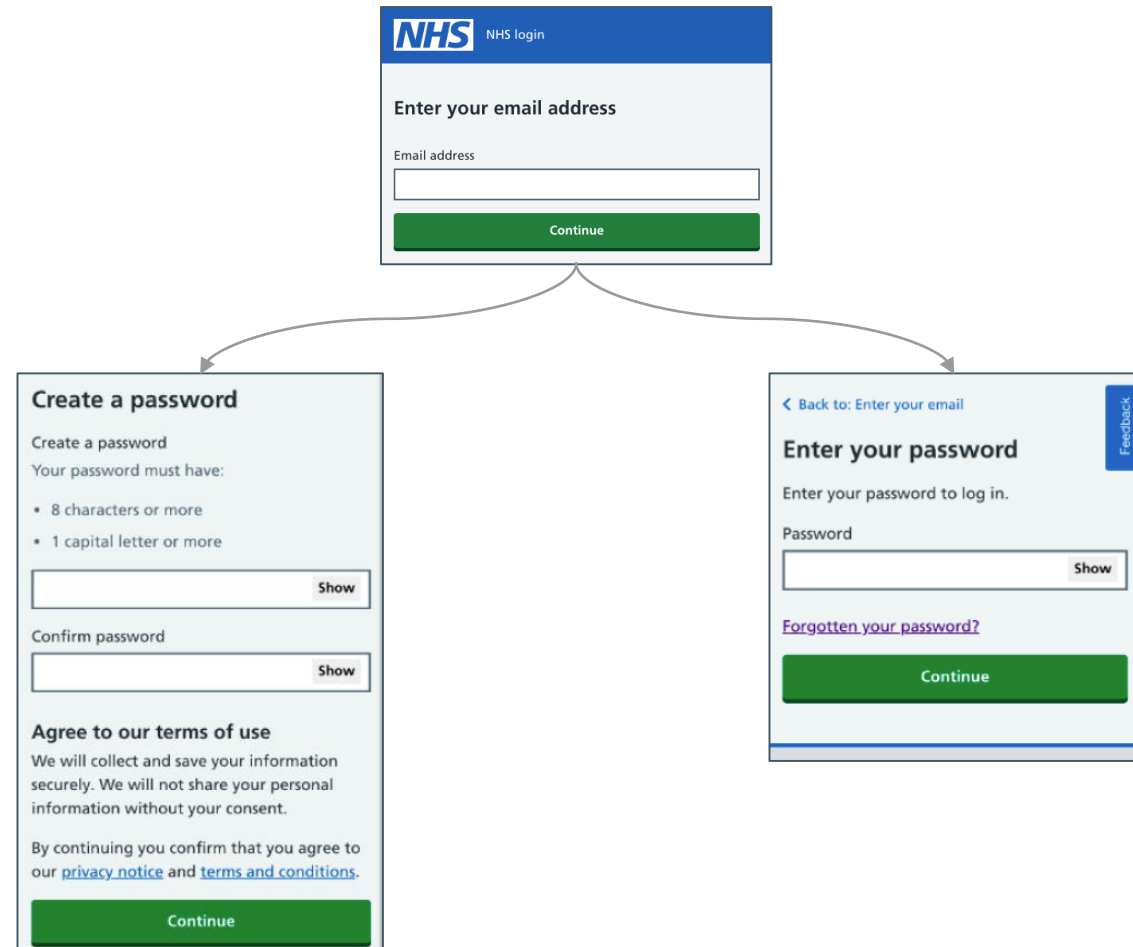 NHS NHS login
Enter your email address
Email address
Continue
Create a password
Create a password
Your password must have:
• 8 characters or more
• 1 capital letter or more
Show
Confirm password
Show
Agree to our terms of use
We will collect and save your information
securely. We will not share your personal
information without your consent.
By continuing you confirm that you agree to
our privacy notice and terms and conditions.
Continue
Back to: Enter your email
Feedback
Enter your password
Enter your password to log in.
Password
Show
Forgotten your password?
Continue